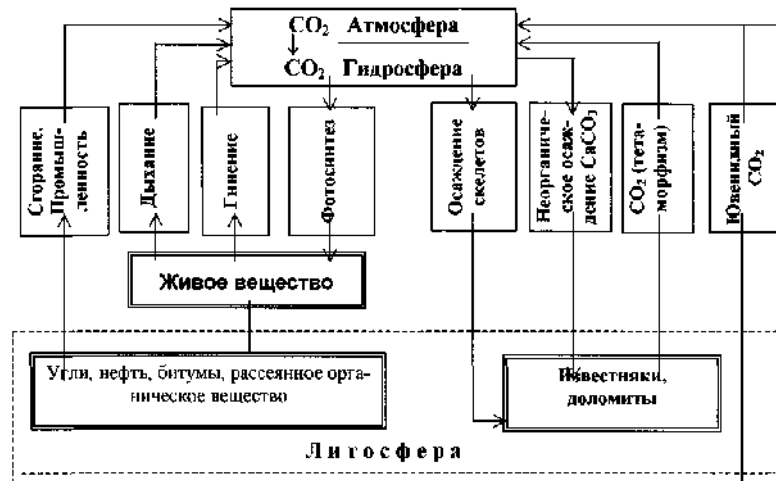 CO₂ Атмосфера
CO₂ Гидросфера
Сгорание,
Промыш-
ленность
Дыхание
Гниение
Фотосинтез
Осаждение
скелетов
Неорганиче-
ское осаж-
дение CaCO₃
CO₂ (тета-
морфизм)
Ювенильный
CO₂
Живое вещество
Угли, нефть, битумы, рассеянное орга-
ническое вещество
Известняки,
доломиты
Литосфера